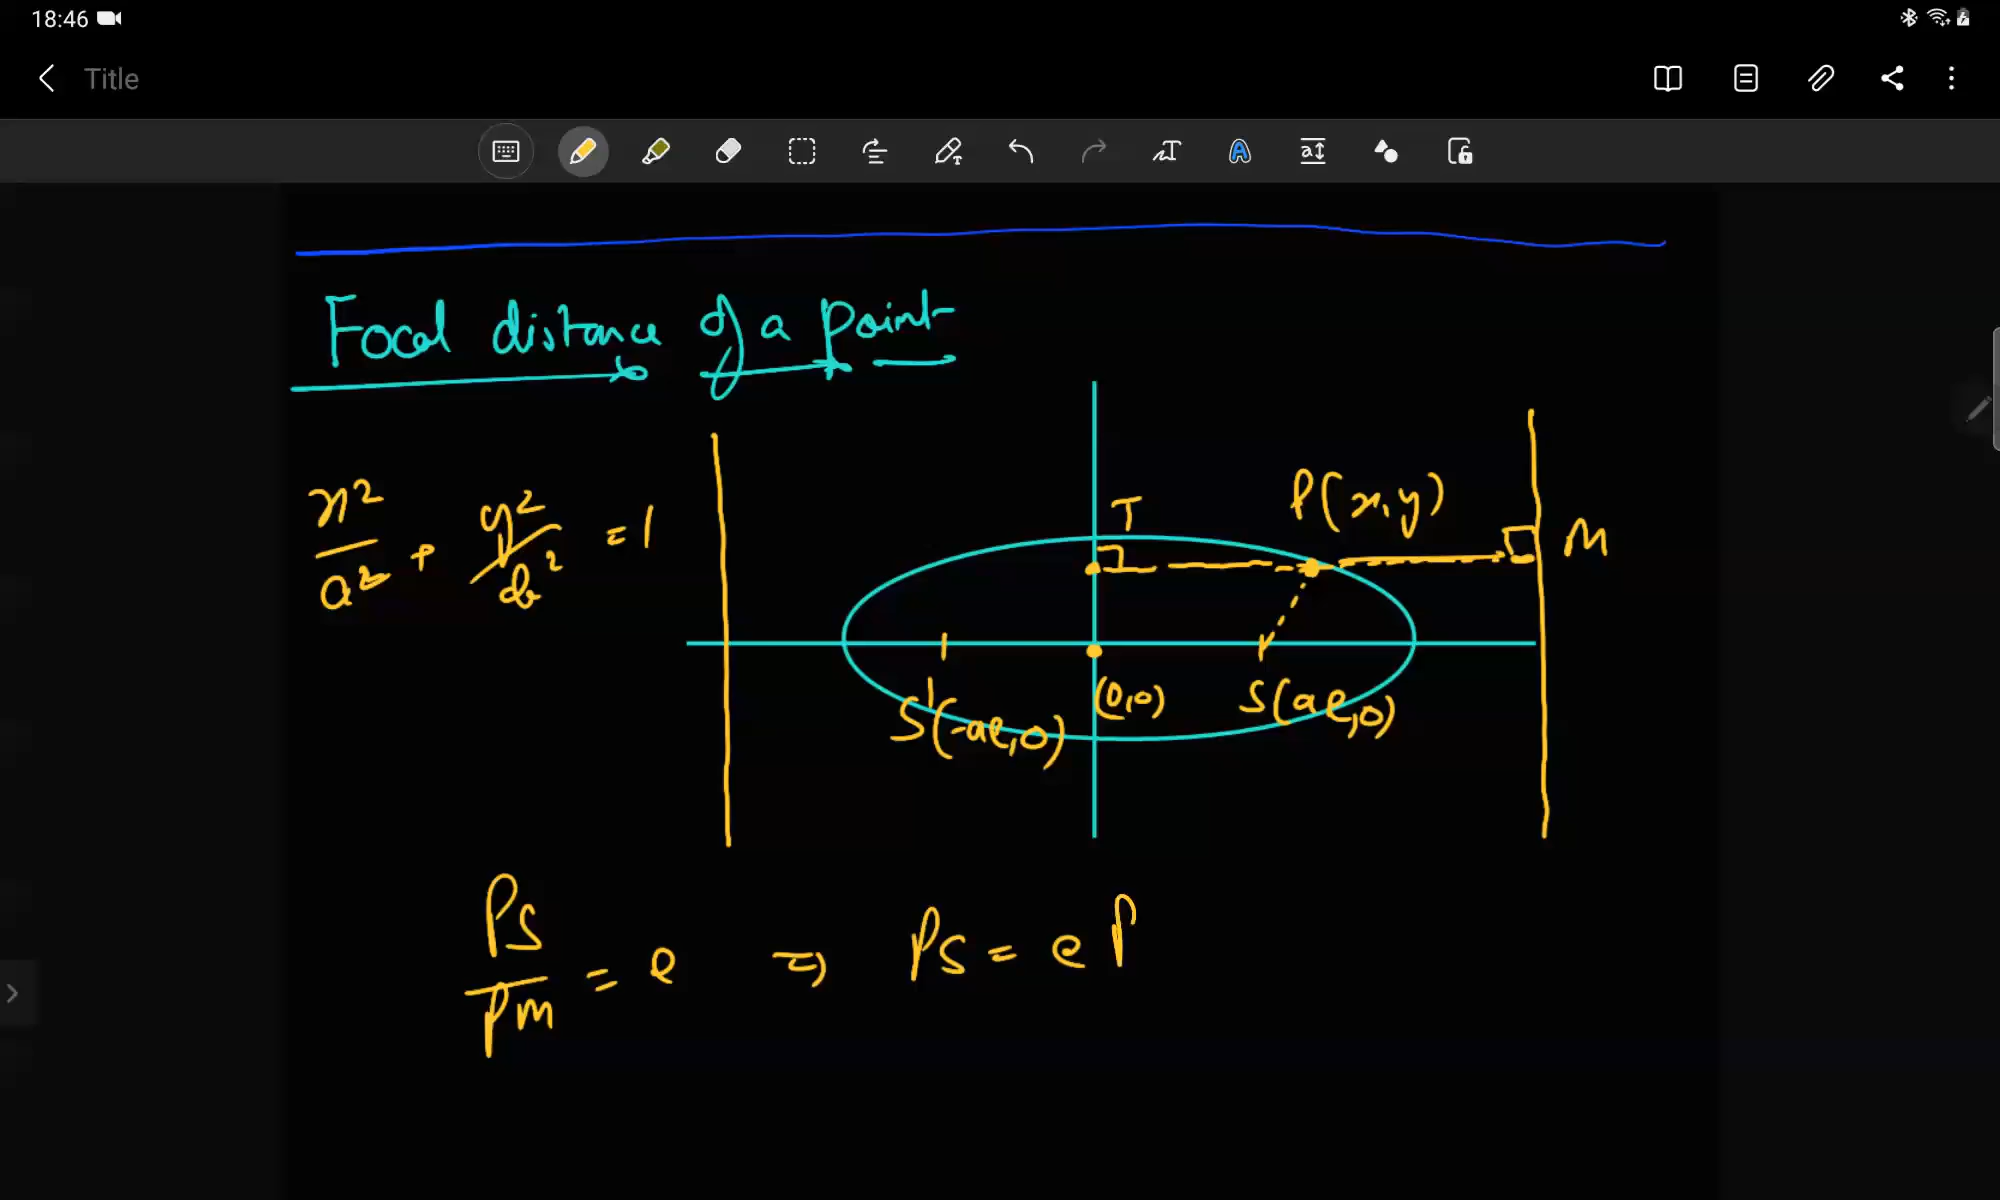 18:46
Title
Focal distance of a point
x²/a² + y²/b² = 1
T
P(x,y)
M
S'(-ae,0)
(0,0)
S(ae,0)
PS/PM = e ⇒ PS = e P